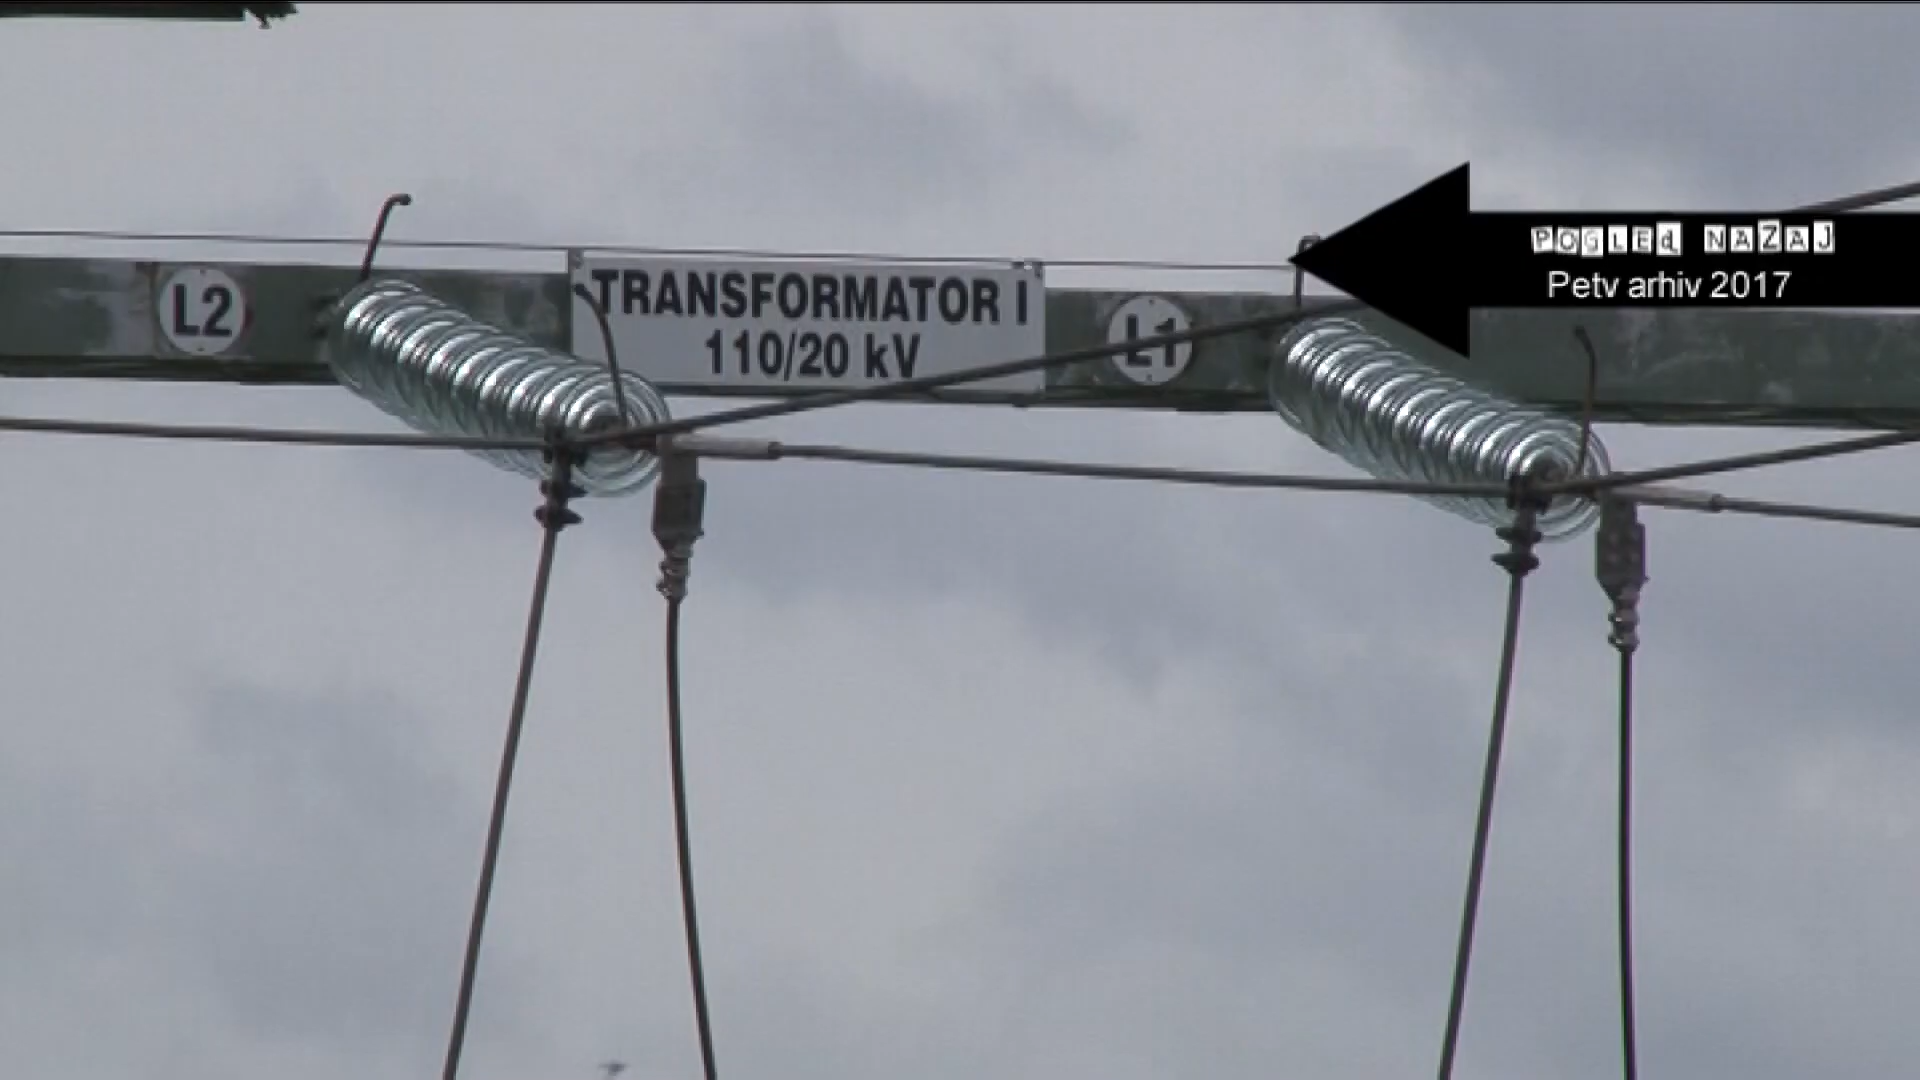 POGLEd NAZAJ
Petv arhiv 2017
L2
TRANSFORMATOR I
110/20 kV
L1